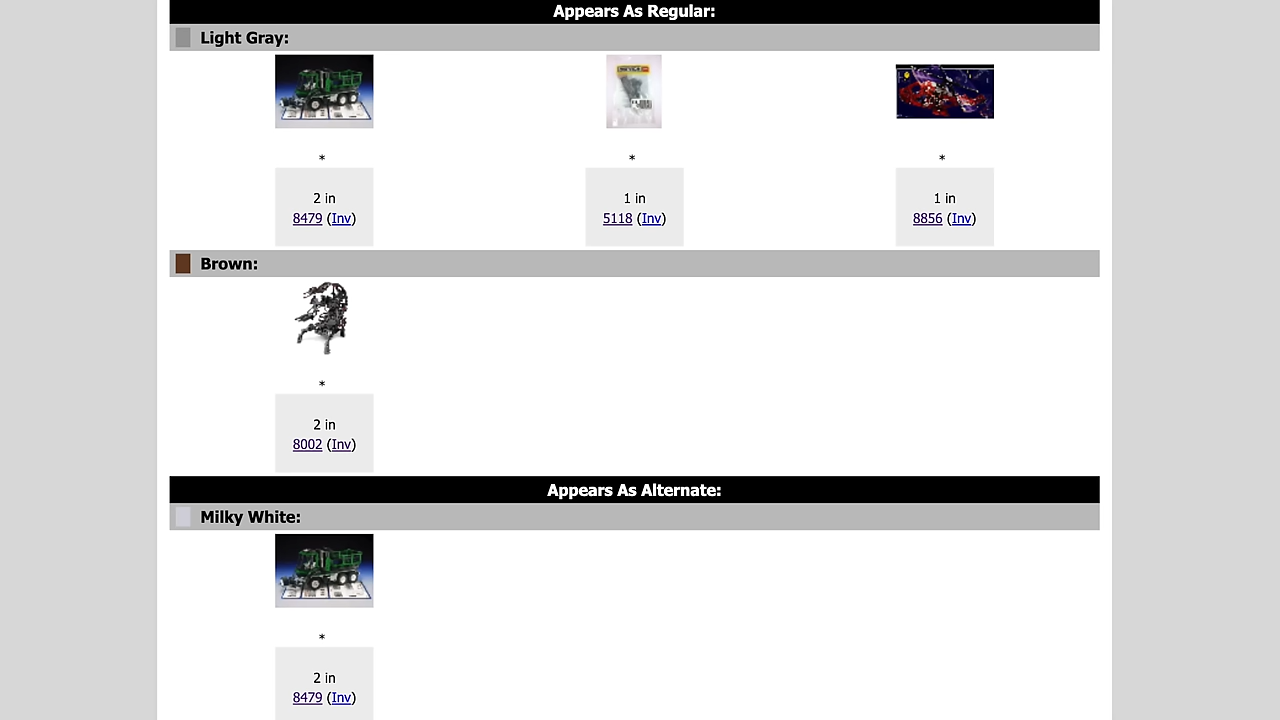 Appears As Regular:
Light Gray:
* * *
2 in 1 in 1 in
8479 (Inv) 5118 (Inv) 8856 (Inv)
Brown:
*
2 in
8002 (Inv)
Appears As Alternate:
Milky White:
*
2 in
8479 (Inv)